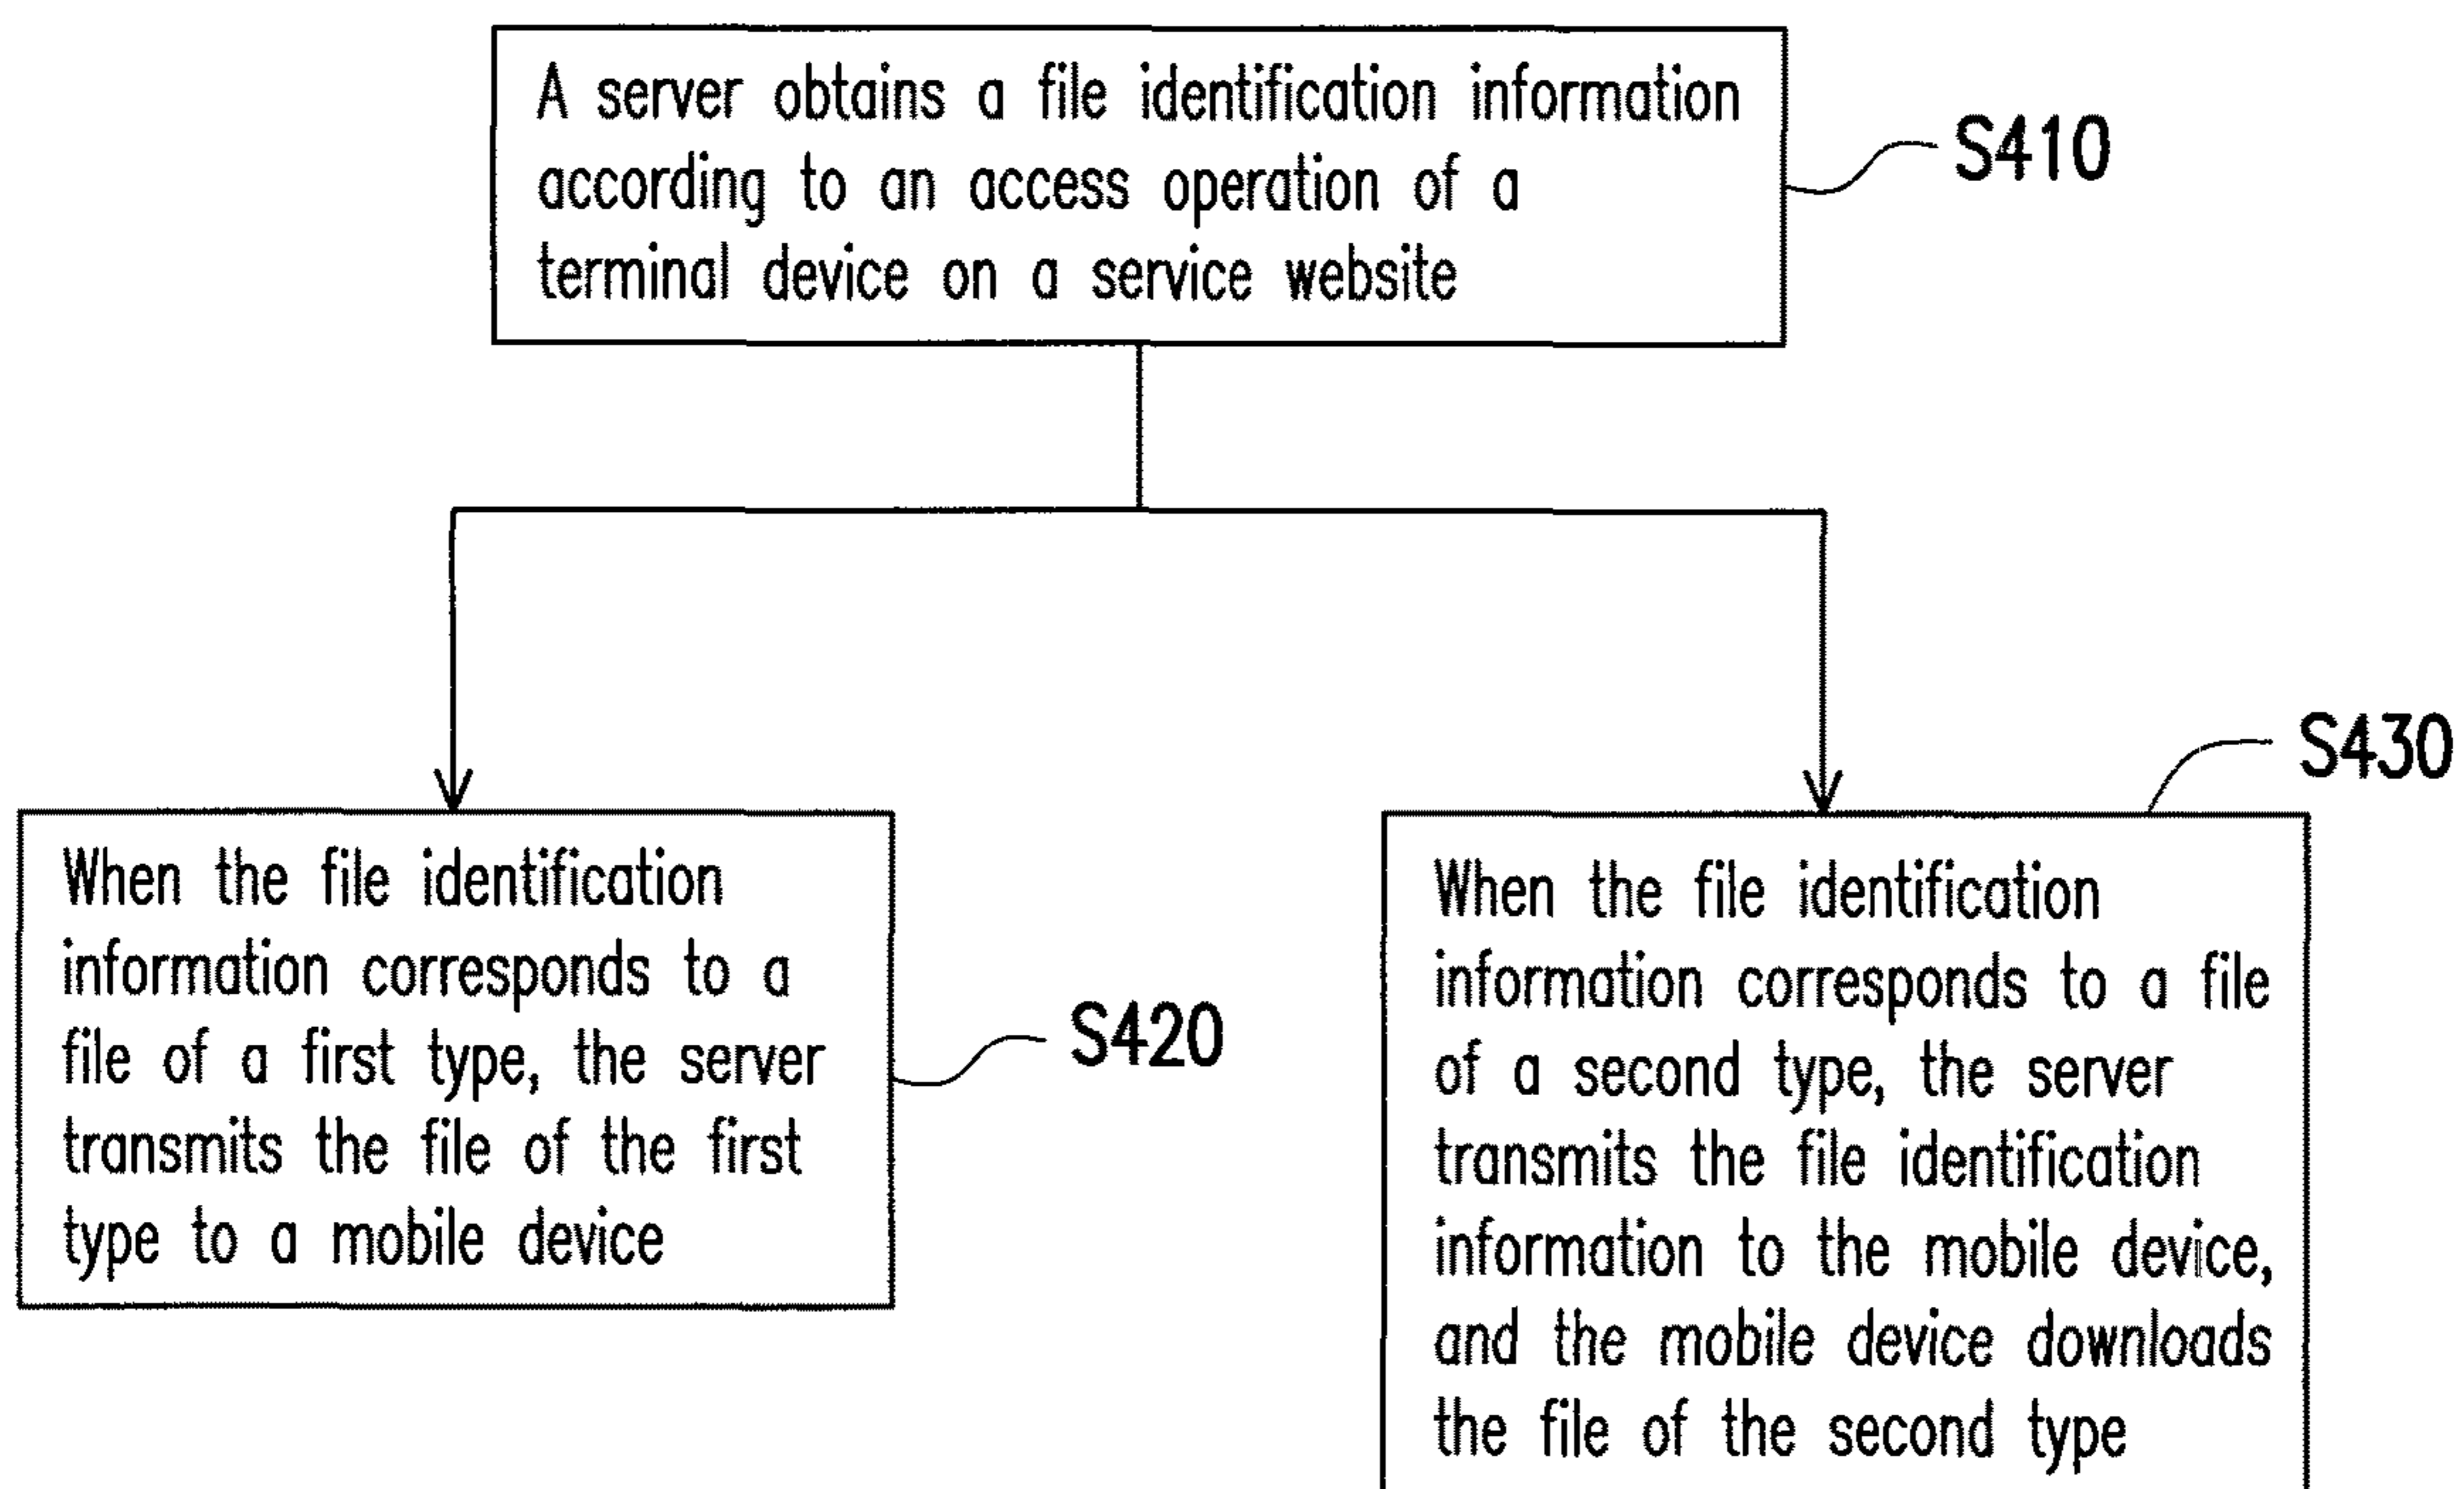 A server obtains a file identification information
according to an access operation of a
terminal device on a service website
S410
When the file identification
information corresponds to a
file of a first type, the server
transmits the file of the first
type to a mobile device
S420
S430
When the file identification
information corresponds to a file
of a second type, the server
transmits the file identification
information to the mobile device,
and the mobile device downloads
the file of the second type